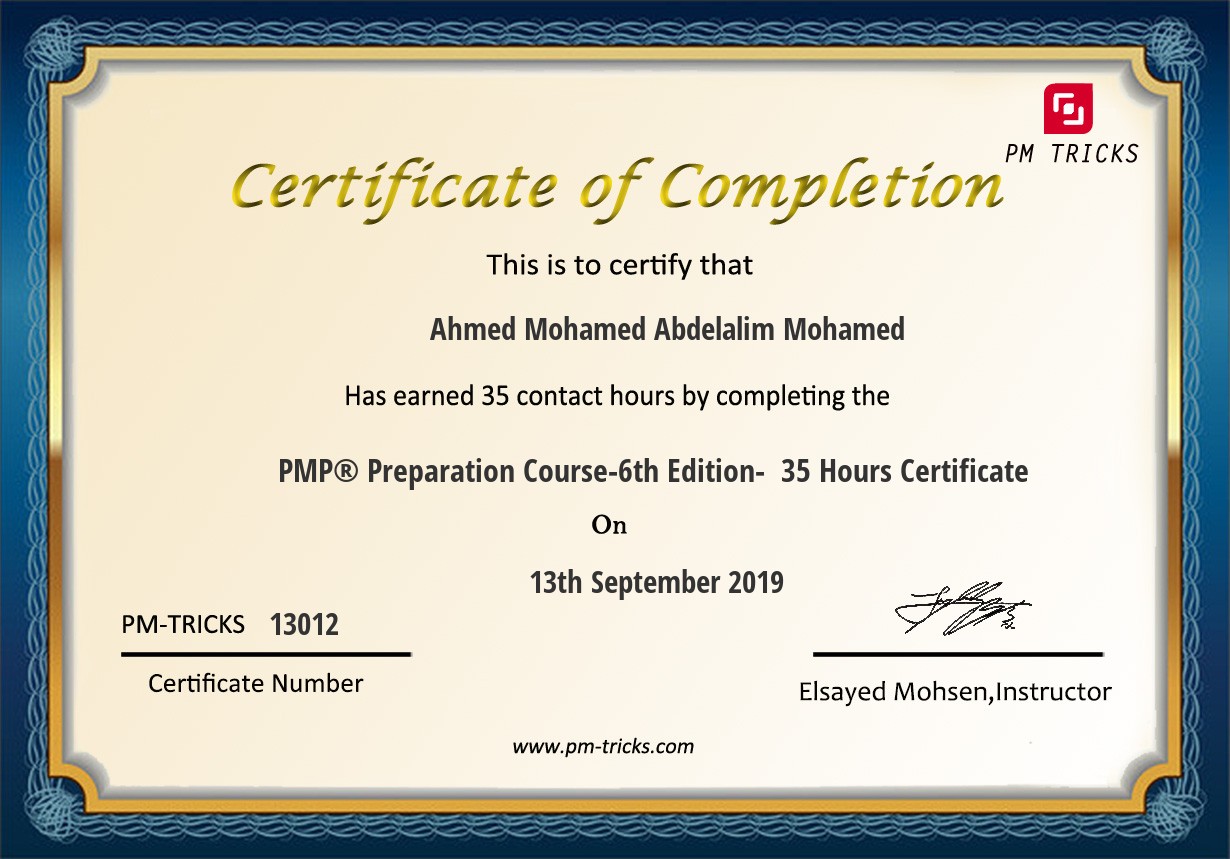 PM TRICKS
Certificate of Completion
This is to certify that
Ahmed Mohamed Abdelalim Mohamed
Has earned 35 contact hours by completing the
PMP® Preparation Course-6th Edition- 35 Hours Certificate
On
13th September 2019
PM-TRICKS 13012
Certificate Number
Elsayed Mohsen,Instructor
www.pm-tricks.com